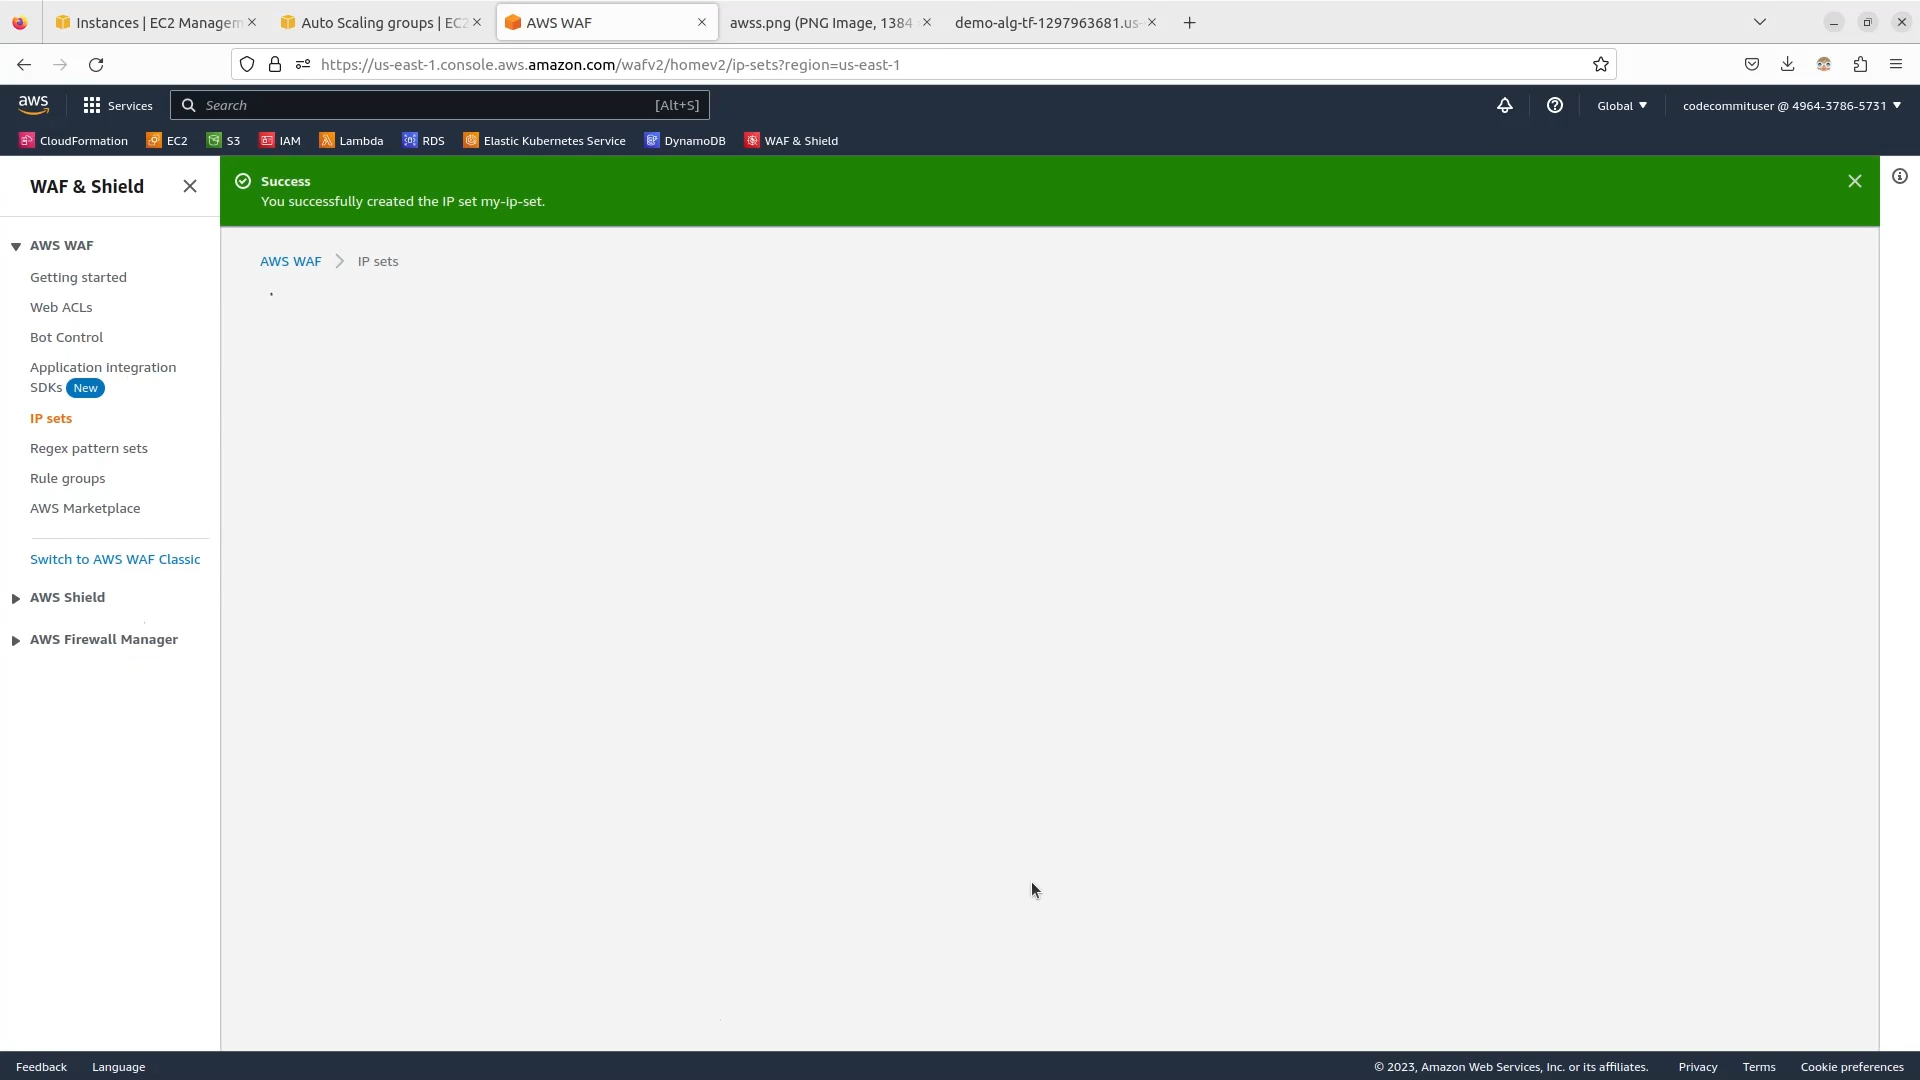 Instances | EC2 Managem
Auto Scaling groups | EC2
AWS WAF
awss.png (PNG Image, 1384
demo-alg-tf-1297963681.us-
https://us-east-1.console.aws.amazon.com/wafv2/homev2/ip-sets?region=us-east-1
aws
Services
Search
[Alt+S]
Global
codecommituser @ 4964-3786-5731
CloudFormation
EC2
S3
IAM
Lambda
RDS
Elastic Kubernetes Service
DynamoDB
WAF & Shield
WAF & Shield
AWS WAF
Getting started
Web ACLs
Bot Control
Application integration
SDKs New
IP sets
Regex pattern sets
Rule groups
AWS Marketplace
Switch to AWS WAF Classic
AWS Shield
AWS Firewall Manager
Success
You successfully created the IP set my-ip-set.
AWS WAF
IP sets
Feedback
Language
© 2023, Amazon Web Services, Inc. or its affiliates.
Privacy
Terms
Cookie preferences